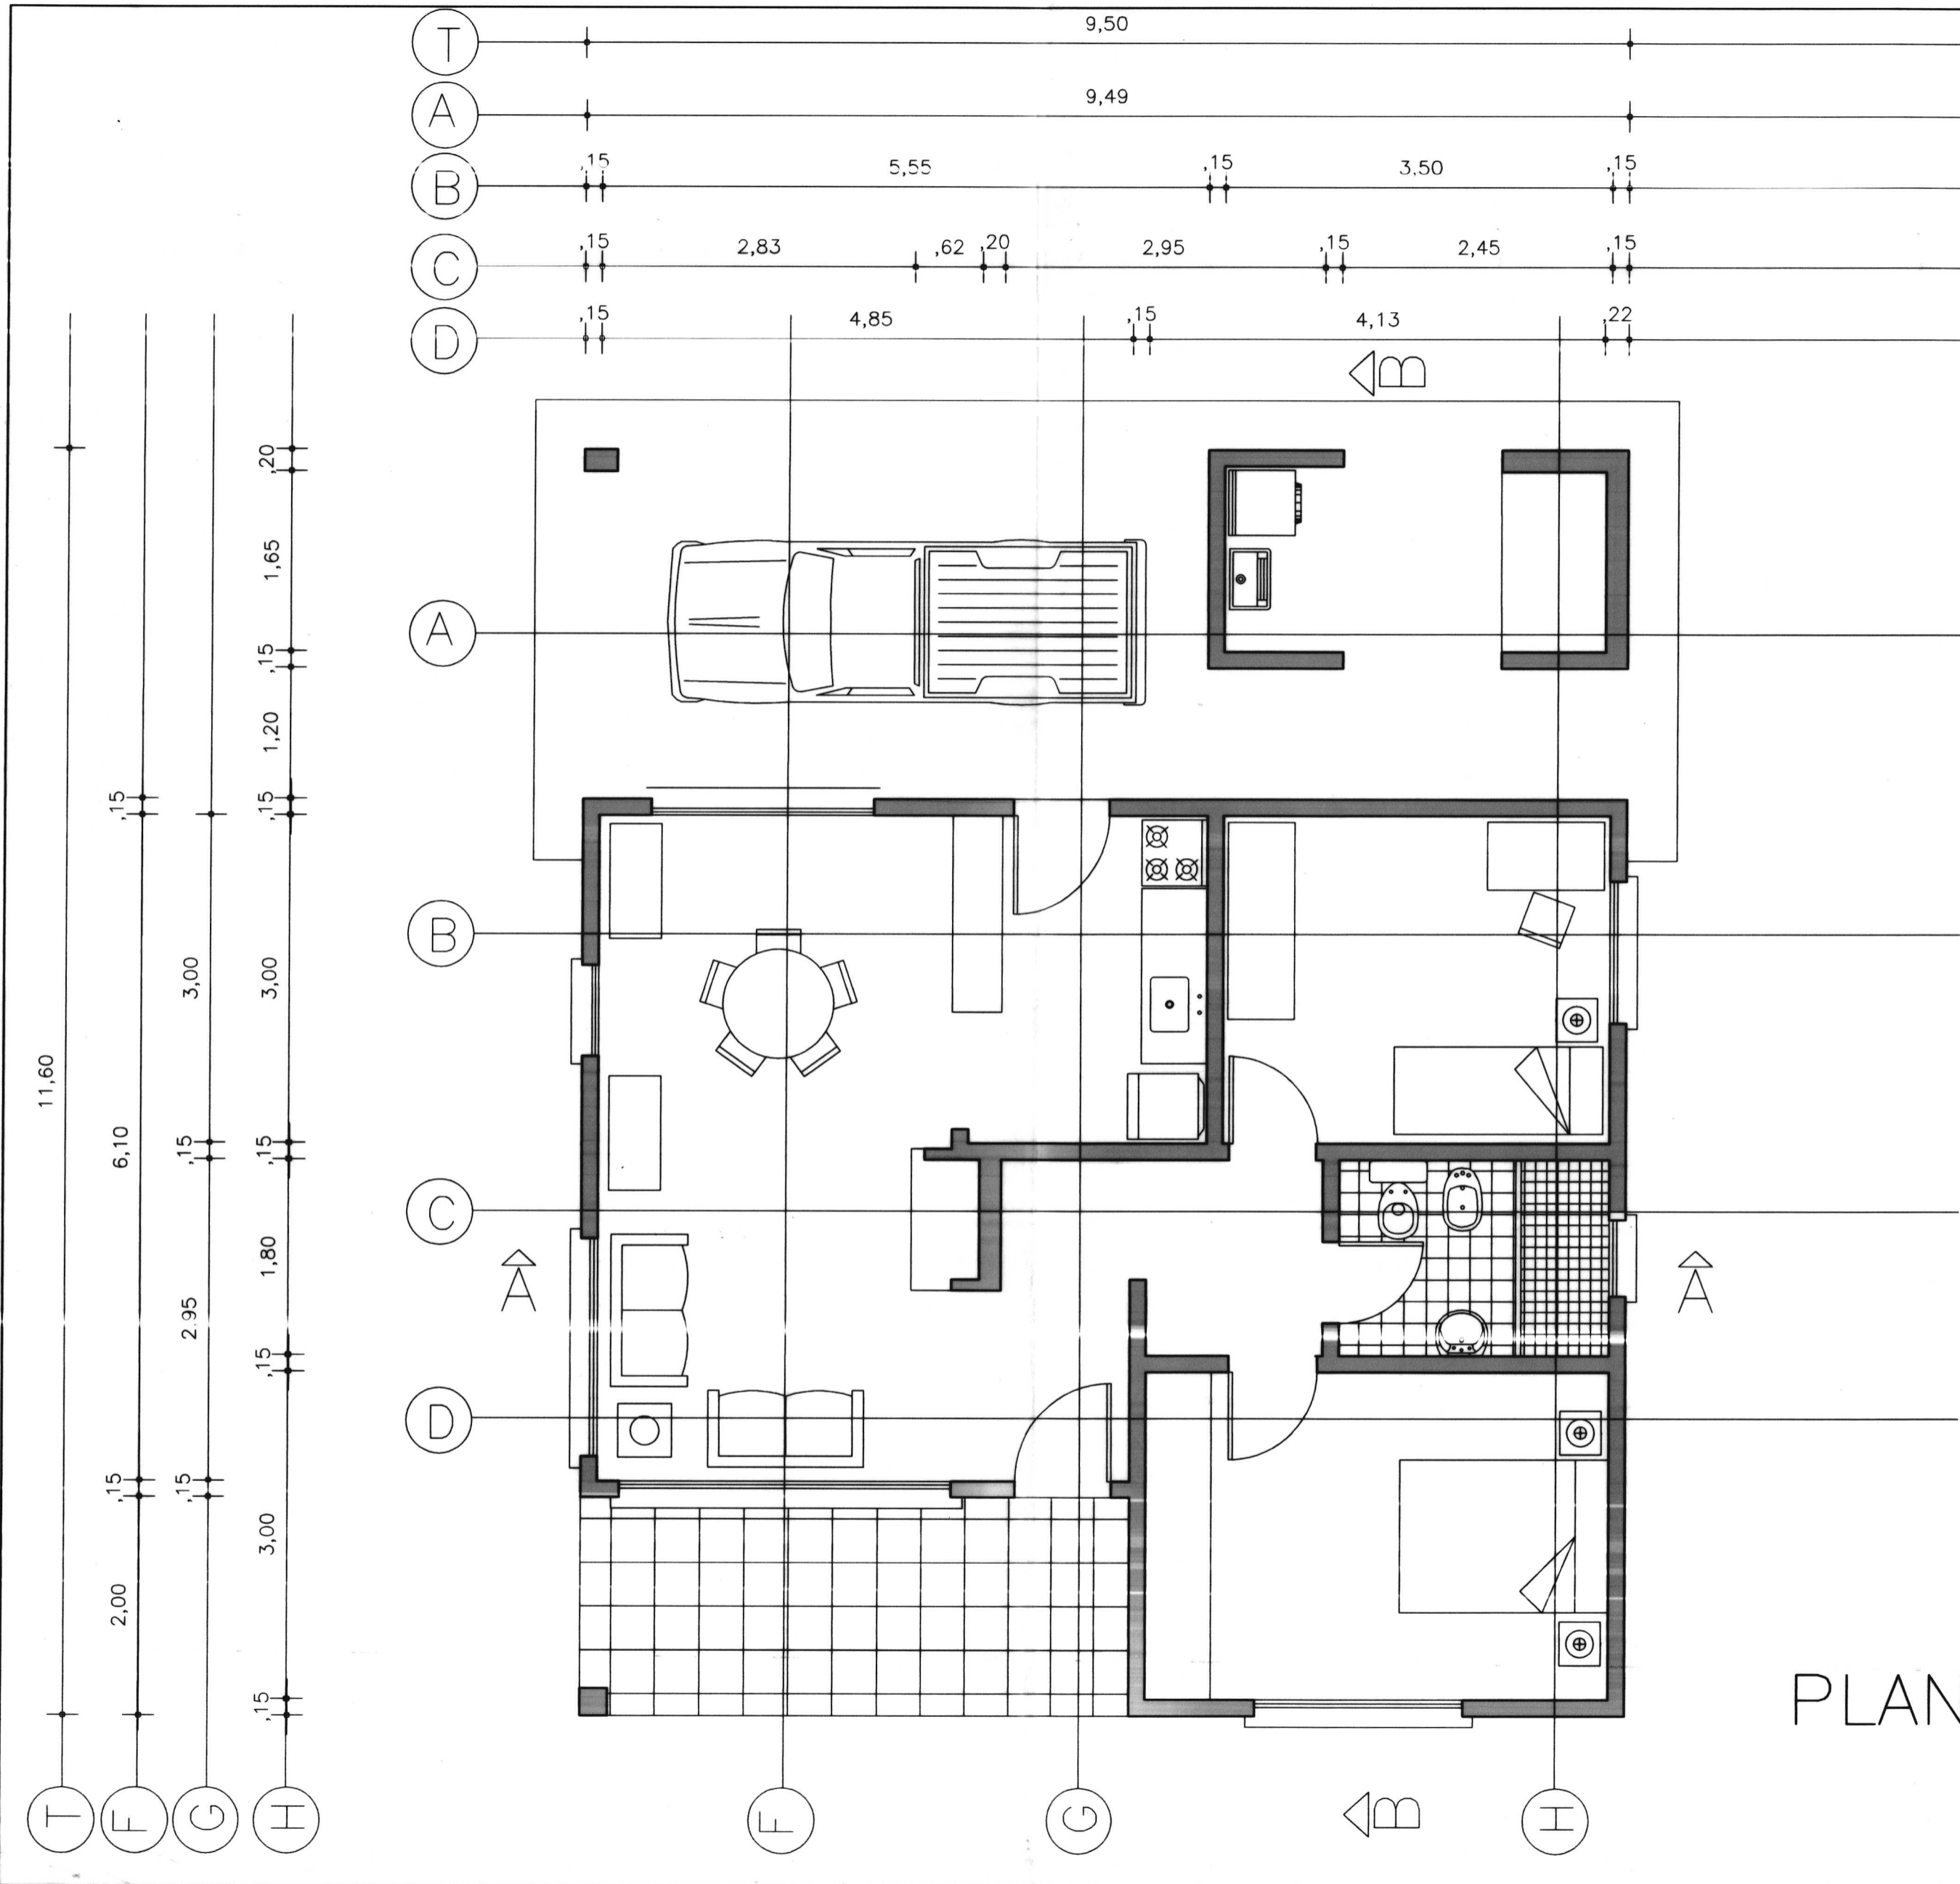 T 9,50
A 9,49
B ,15 5,55 ,15 3,50 ,15
C ,15 2,83 ,62 ,20 2,95 ,15 2,45 ,15
D ,15 4,85 ,15 4,13 ,22
B
A
B
C
D
A
A
11,60
,15
6,10
,15
2,00
3,00
,15
2.95
,15
,20
1,65
,15
1,20
,15
3,00
,15
1,80
,15
3,00
,15
PLAN
T F G H F G B H